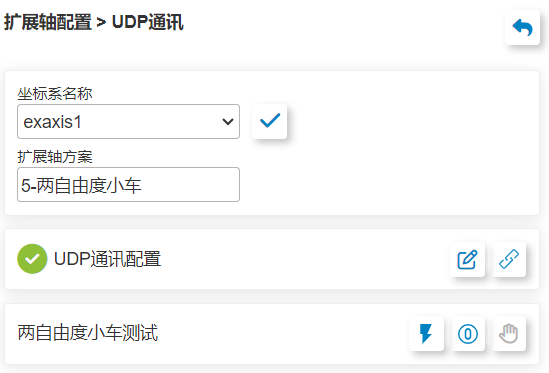 扩展轴配置 > UDP通讯
坐标系名称
exaxis1
扩展轴方案
5-两自由度小车
UDP通讯配置
两自由度小车测试
0